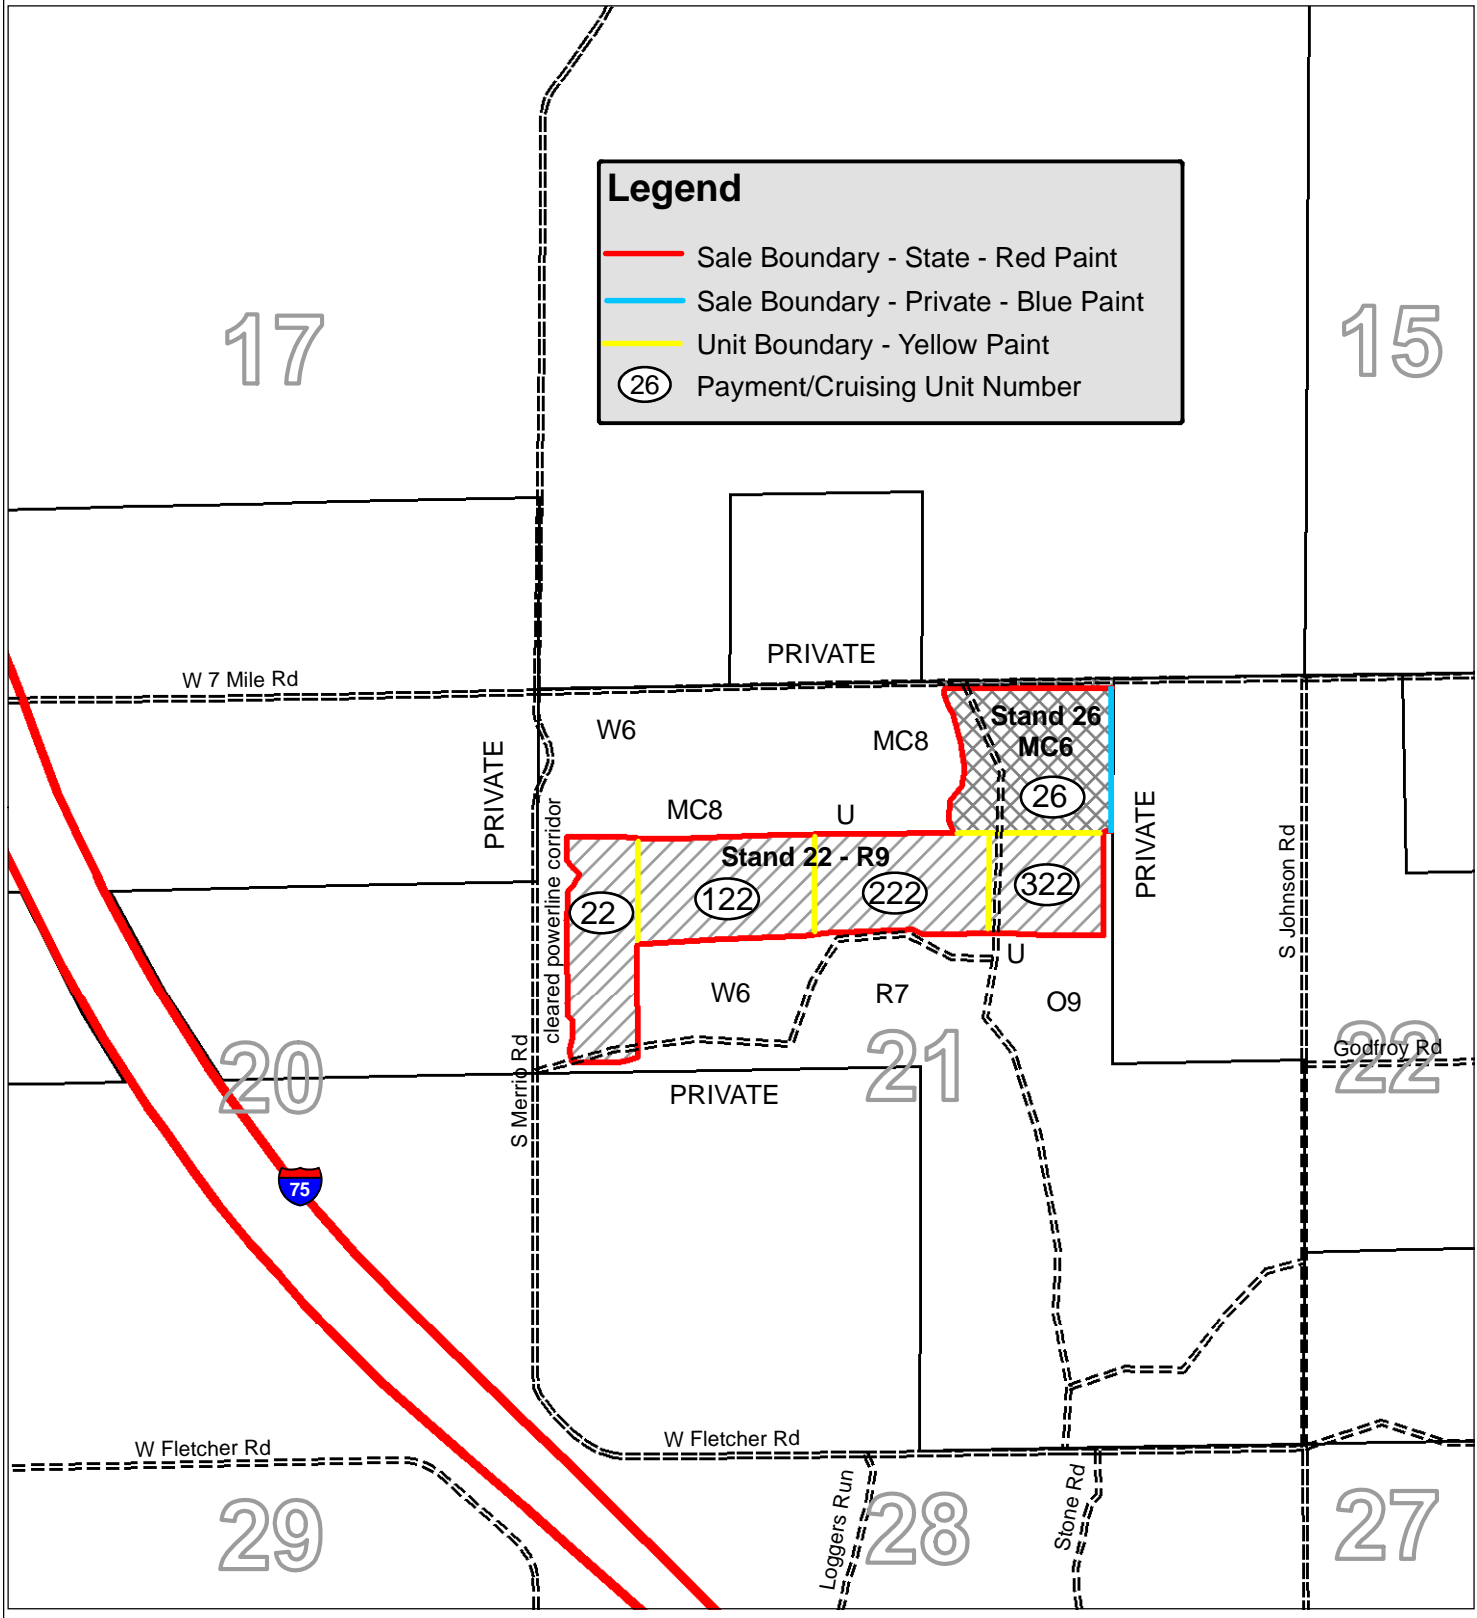 Legend
Sale Boundary - State - Red Paint
Sale Boundary - Private - Blue Paint
Unit Boundary - Yellow Paint
26
Payment/Cruising Unit Number
17
15
PRIVATE
W 7 Mile Rd
W6
MC8
Stand 26
MC6
26
PRIVATE
MC8
U
PRIVATE
cleared powerline corridor
Stand 22 - R9
22
122
222
322
S Johnson Rd
U
W6
R7
O9
20
21
22
Godfroy Rd
S Merrio Rd
PRIVATE
75
W Fletcher Rd
W Fletcher Rd
29
Loggers Run
28
Stone Rd
27